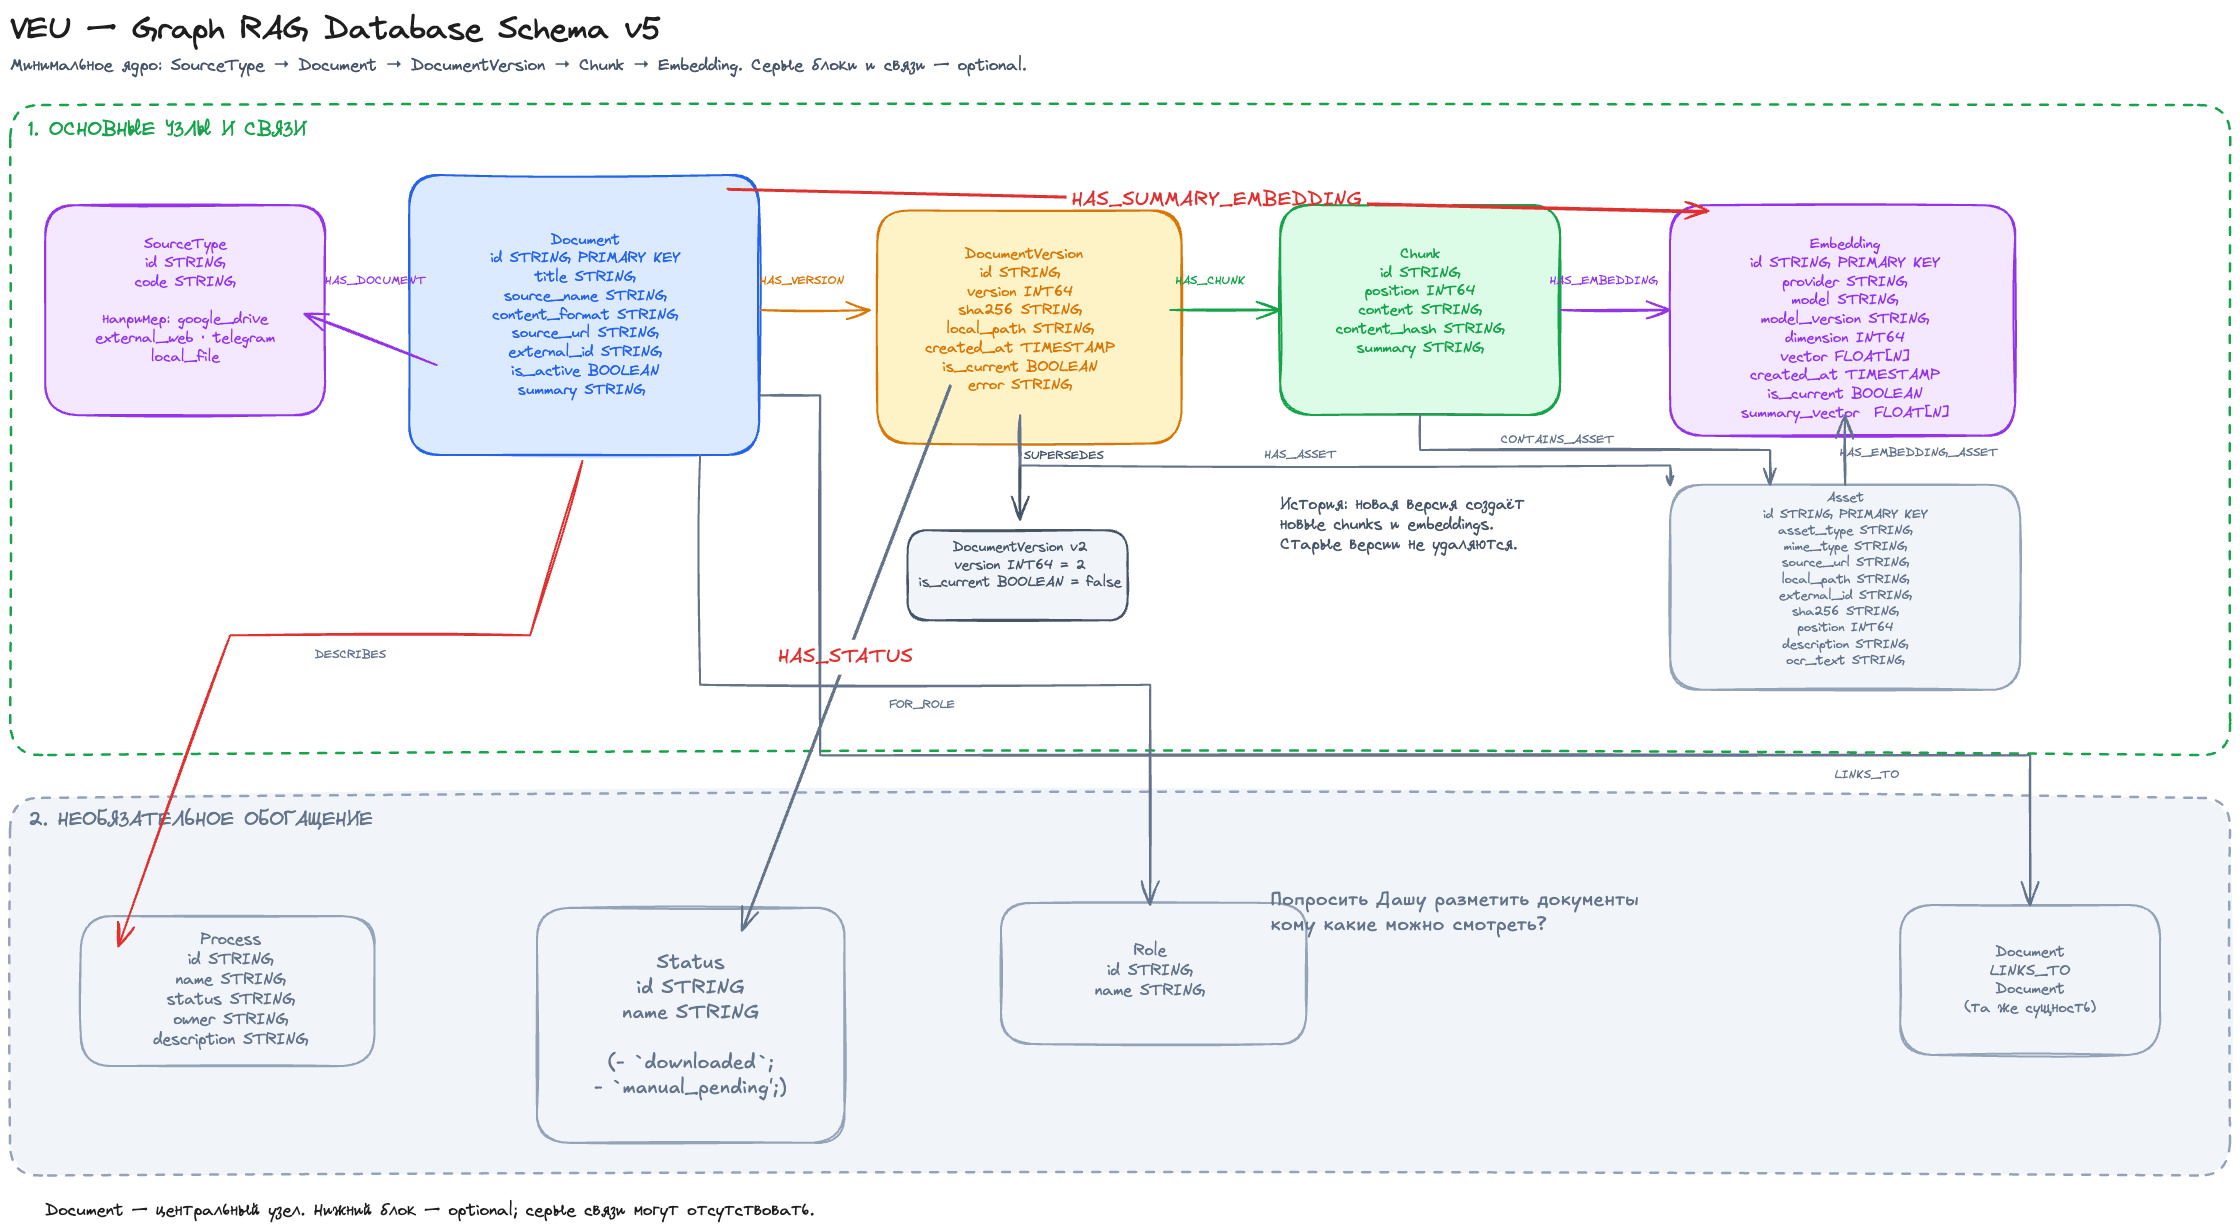 VEU — Graph RAG Database Schema v5
Минимальное ядро: SourceType → Document → DocumentVersion → Chunk → Embedding. Серые блоки и связи — optional.
1. ОСНОВНЫЕ УЗЛЫ И СВЯЗИ
HAS_SUMMARY_EMBEDDING
SourceType
id STRING
code STRING
например: google_drive
external_web · telegram
local_file
HAS_DOCUMENT
Document
id STRING PRIMARY KEY
title STRING
source_name STRING
content_format STRING
source_url STRING
external_id STRING
is_active BOOLEAN
summary STRING
HAS_VERSION
DocumentVersion
id STRING
version INT64
sha256 STRING
local_path STRING
created_at TIMESTAMP
is_current BOOLEAN
error STRING
HAS_CHUNK
Chunk
id STRING
position INT64
content STRING
content_hash STRING
summary STRING
HAS_EMBEDDING
Embedding
id STRING PRIMARY KEY
provider STRING
model STRING
model_version STRING
dimension INT64
vector FLOAT[N]
created_at TIMESTAMP
is_current BOOLEAN
summary_vector FLOAT[N]
SUPERSEDES
HAS_ASSET
CONTAINS_ASSET
HAS_EMBEDDING_ASSET
DocumentVersion v2
version INT64 = 2
is_current BOOLEAN = false
История: новая версия создаёт
новые chunks и embeddings.
Старые версии не удаляются.
Asset
id STRING PRIMARY KEY
asset_type STRING
mime_type STRING
source_url STRING
local_path STRING
external_id STRING
sha256 STRING
position INT64
description STRING
ocr_text STRING
DESCRIBES
HAS_STATUS
FOR_ROLE
LINKS_TO
2. НЕОБЯЗАТЕЛЬНОЕ ОБОГАЩЕНИЕ
Process
id STRING
name STRING
status STRING
owner STRING
description STRING
Status
id STRING
name STRING
(- `downloaded`;
- `manual_pending';)
Role
id STRING
name STRING
Попросить Дашу разметить документы
кому какие можно смотреть?
Document
LINKS_TO
Document
(та же сущность)
Document — центральный узел. Нижний блок — optional; серые связи могут отсутствовать.